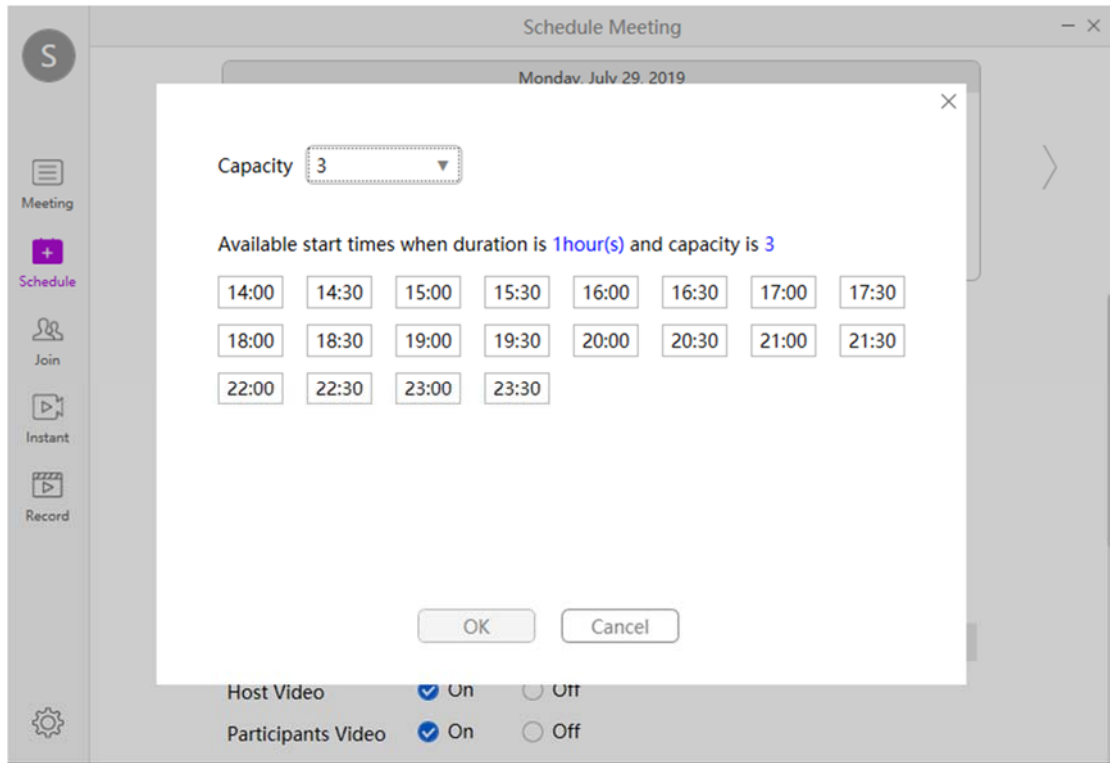 Schedule Meeting
S
Monday, July 29, 2019
Capacity 3
Meeting
Schedule
Join
Instant
Record
Available start times when duration is 1hour(s) and capacity is 3
14:00 14:30 15:00 15:30 16:00 16:30 17:00 17:30
18:00 18:30 19:00 19:30 20:00 20:30 21:00 21:30
22:00 22:30 23:00 23:30
OK Cancel
Host Video On Off
Participants Video On Off